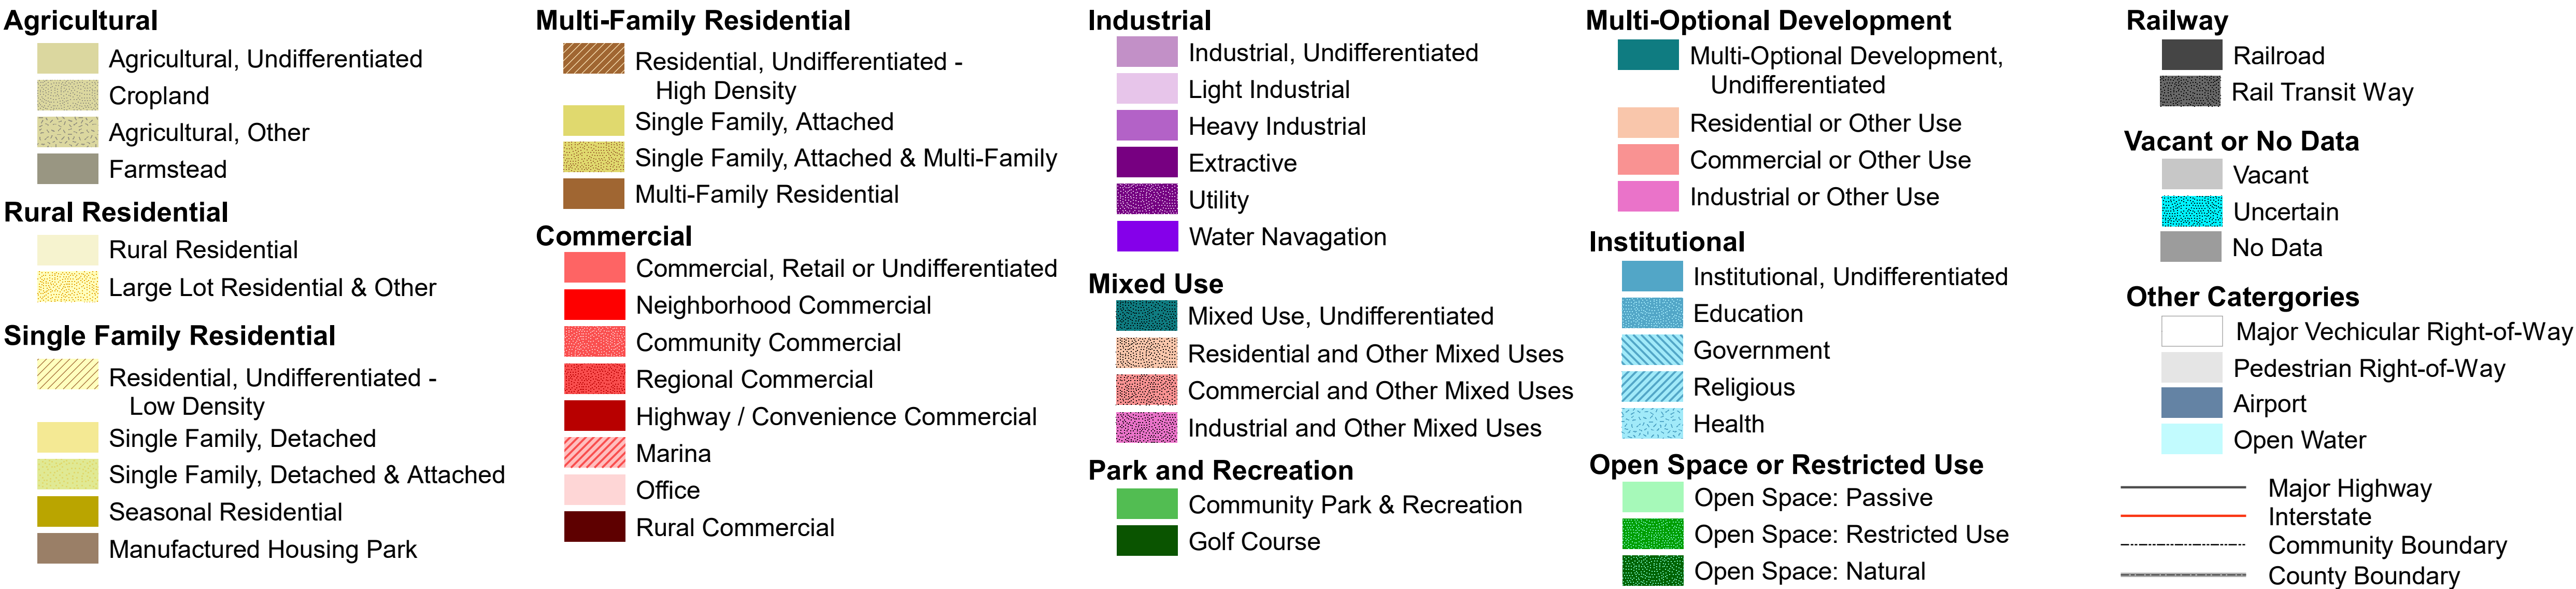 Agricultural
Agricultural, Undifferentiated
Cropland
Agricultural, Other
Farmstead
Rural Residential
Rural Residential
Large Lot Residential & Other
Single Family Residential
Residential, Undifferentiated -
Low Density
Single Family, Detached
Single Family, Detached & Attached
Seasonal Residential
Manufactured Housing Park
Multi-Family Residential
Residential, Undifferentiated -
High Density
Single Family, Attached
Single Family, Attached & Multi-Family
Multi-Family Residential
Commercial
Commercial, Retail or Undifferentiated
Neighborhood Commercial
Community Commercial
Regional Commercial
Highway / Convenience Commercial
Marina
Office
Rural Commercial
Industrial
Industrial, Undifferentiated
Light Industrial
Heavy Industrial
Extractive
Utility
Water Navagation
Mixed Use
Mixed Use, Undifferentiated
Residential and Other Mixed Uses
Commercial and Other Mixed Uses
Industrial and Other Mixed Uses
Park and Recreation
Community Park & Recreation
Golf Course
Multi-Optional Development
Multi-Optional Development,
Undifferentiated
Residential or Other Use
Commercial or Other Use
Industrial or Other Use
Institutional
Institutional, Undifferentiated
Education
Government
Religious
Health
Open Space or Restricted Use
Open Space: Passive
Open Space: Restricted Use
Open Space: Natural
Railway
Railroad
Rail Transit Way
Vacant or No Data
Vacant
Uncertain
No Data
Other Catergories
Major Vechicular Right-of-Way
Pedestrian Right-of-Way
Airport
Open Water
Major Highway
Interstate
Community Boundary
County Boundary